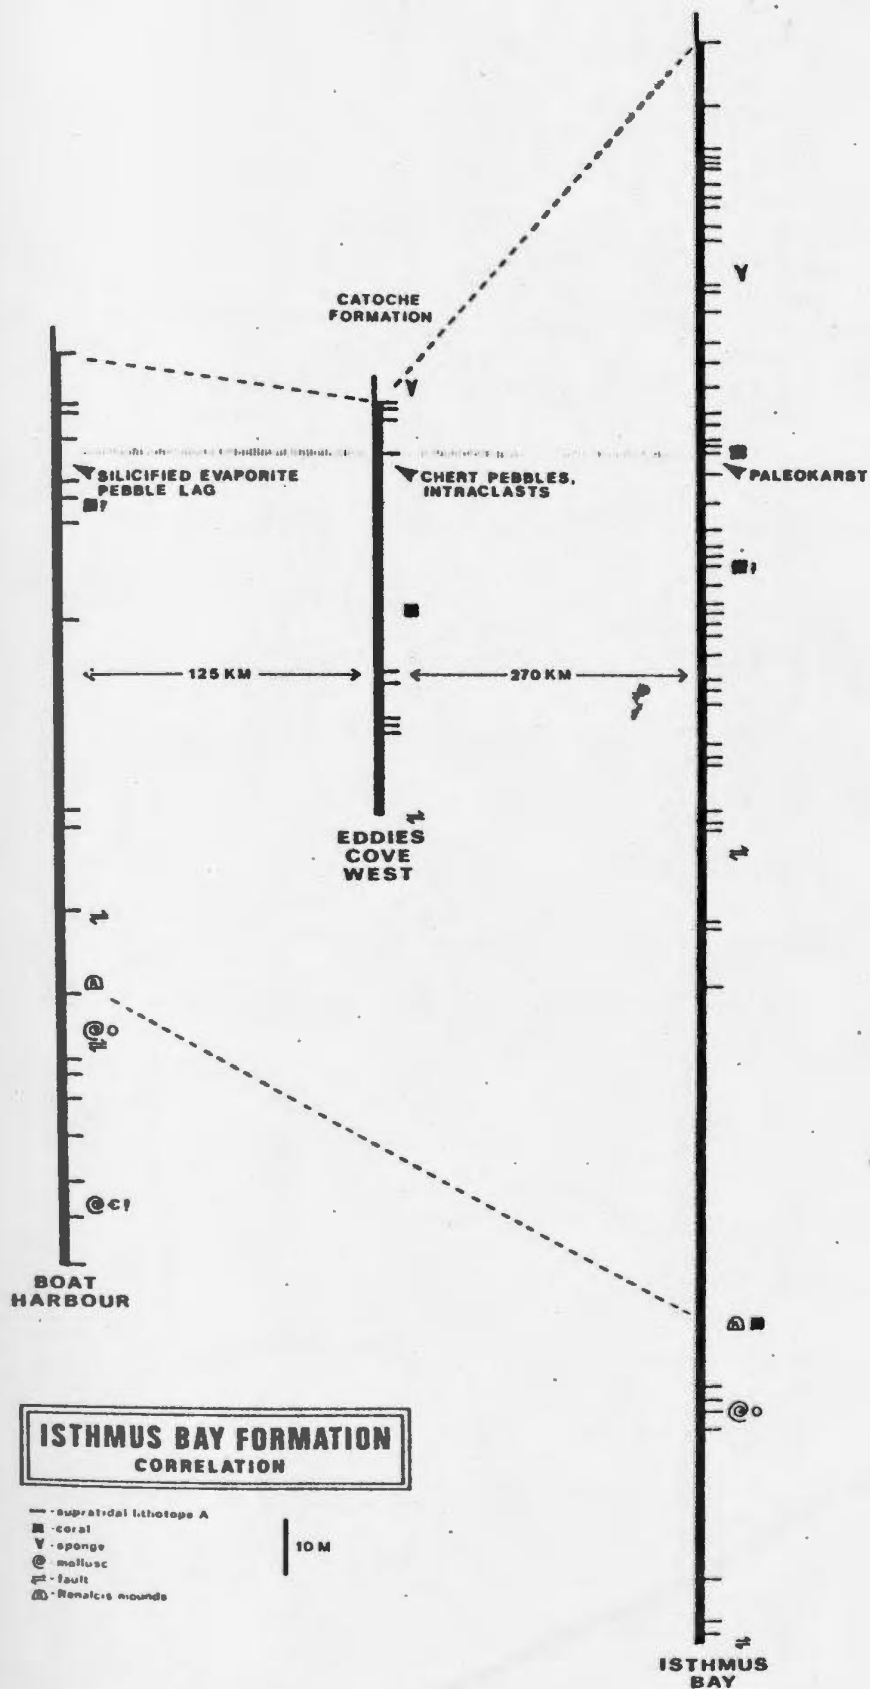 CATOCHE
FORMATION
SILICIFIED EVAPORITE
PEBBLE LAG
CHERT PEBBLES,
INTRACLASTS
PALEOKARST
125 KM
270 KM
EDDIES
COVE
WEST
BOAT
HARBOUR
ISTHMUS BAY FORMATION
CORRELATION
- supratidal lithotope A
- coral
- sponge
mollusc
- fault
- Renalcis mounds
10 M
ISTHMUS
BAY